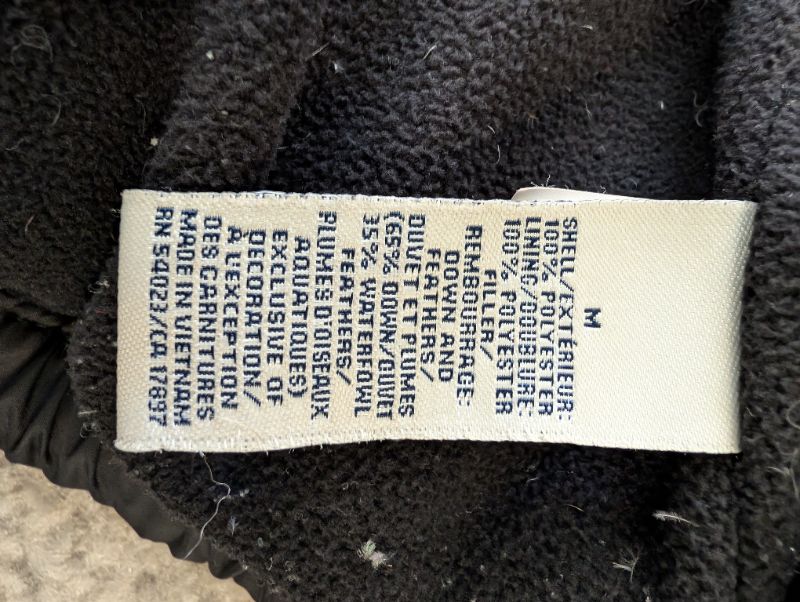 M
SHELL/EXTÉRIEUR:
100% POLYESTER
LINING/DOUBLURE:
100% POLYESTER
FILLER/
REMBOURRAGE:
DOWN AND
FEATHERS/
DUVET ET PLUMES
(65% DOWN/DUVET
35% WATERFOWL
FEATHERS/
PLUMES D'OISEAUX
AQUATIQUES)
EXCLUSIVE OF
DECORATION/
À L'EXCEPTION
DES GARNITURES
MADE IN VIETNAM
RN 54023/CA 17697